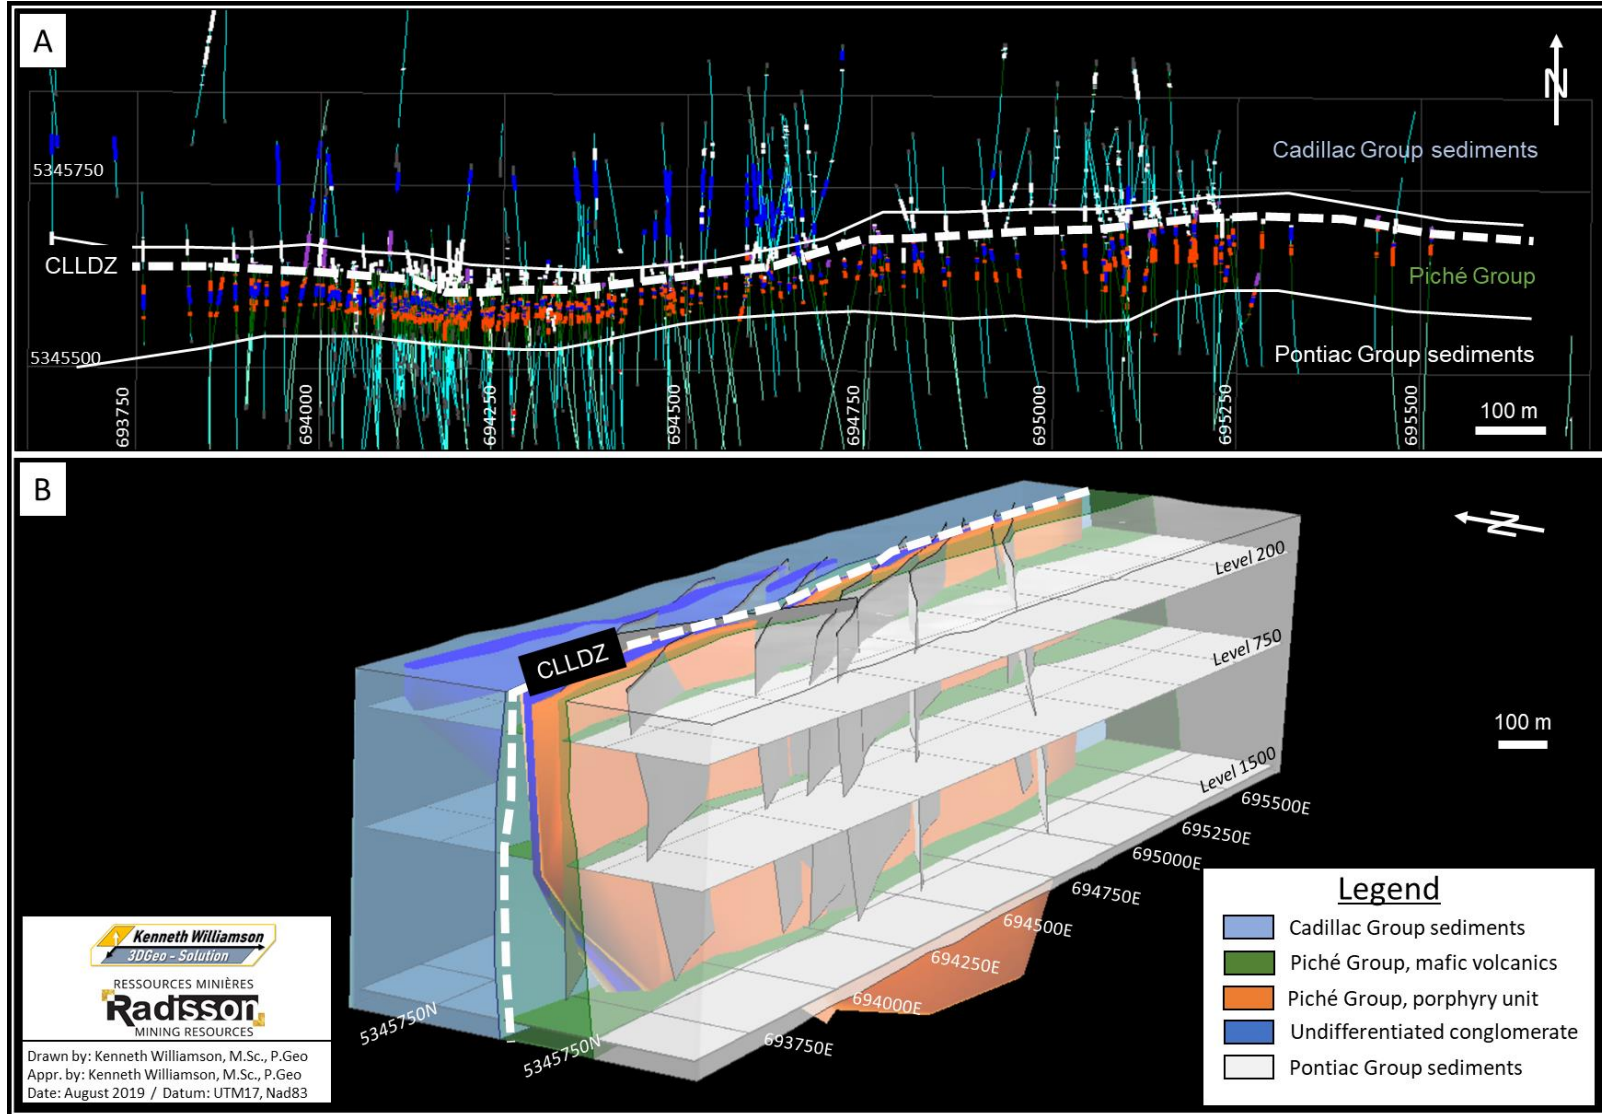 A
N
Cadillac Group sediments
5345750
CLLDZ
Piché Group
5345500
Pontiac Group sediments
693750
694000
694250
694500
694750
695000
695250
695500
100 m
B
N
Level 200
CLLDZ
Level 750
100 m
Level 1500
695500E
695250E
695000E
694750E
694500E
694250E
694000E
693750E
5345750N
5345750N
Legend
Cadillac Group sediments
Piché Group, mafic volcanics
Piché Group, porphyry unit
Undifferentiated conglomerate
Pontiac Group sediments
Kenneth Williamson
3DGeo - Solution
RESSOURCES MINIÈRES
Radisson
MINING RESOURCES
Drawn by: Kenneth Williamson, M.Sc., P.Geo
Appr. by: Kenneth Williamson, M.Sc., P.Geo
Date: August 2019 / Datum: UTM17, Nad83